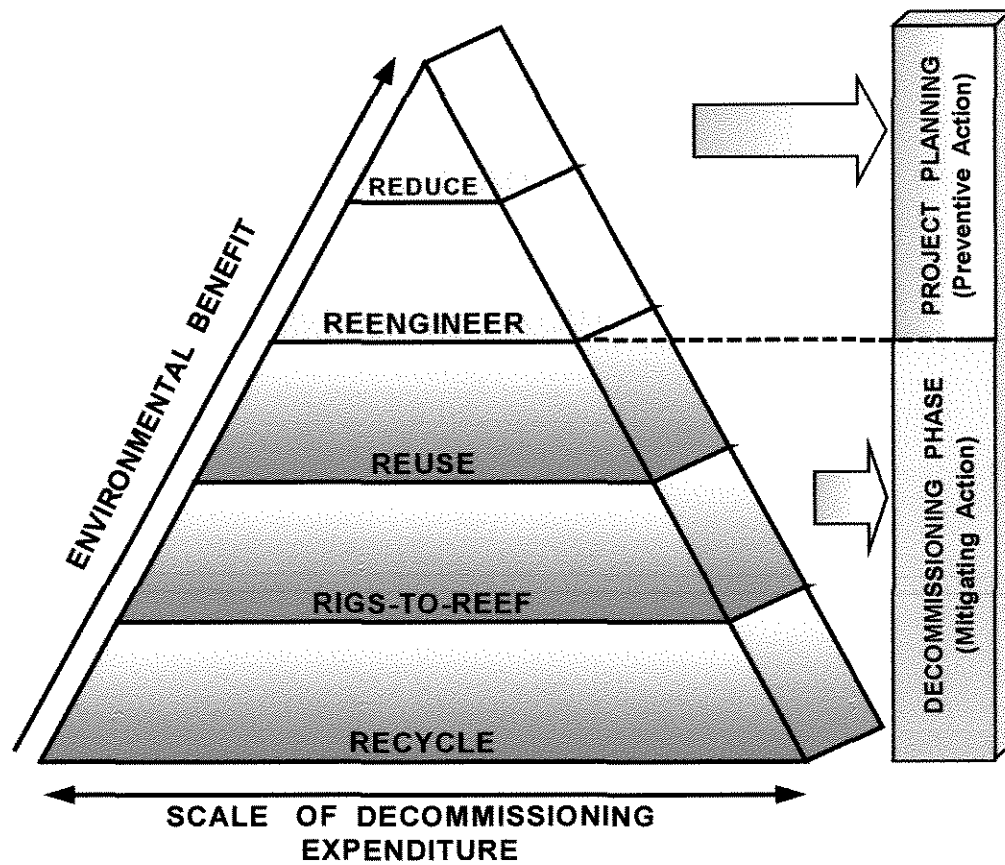 REDUCE
REENGINEER
REUSE
RIGS-TO-REEF
RECYCLE
ENVIRONMENTAL BENEFIT
SCALE OF DECOMMISSIONING
EXPENDITURE
PROJECT PLANNING
(Preventive Action)
DECOMMISSIONING PHASE
(Mitigating Action)